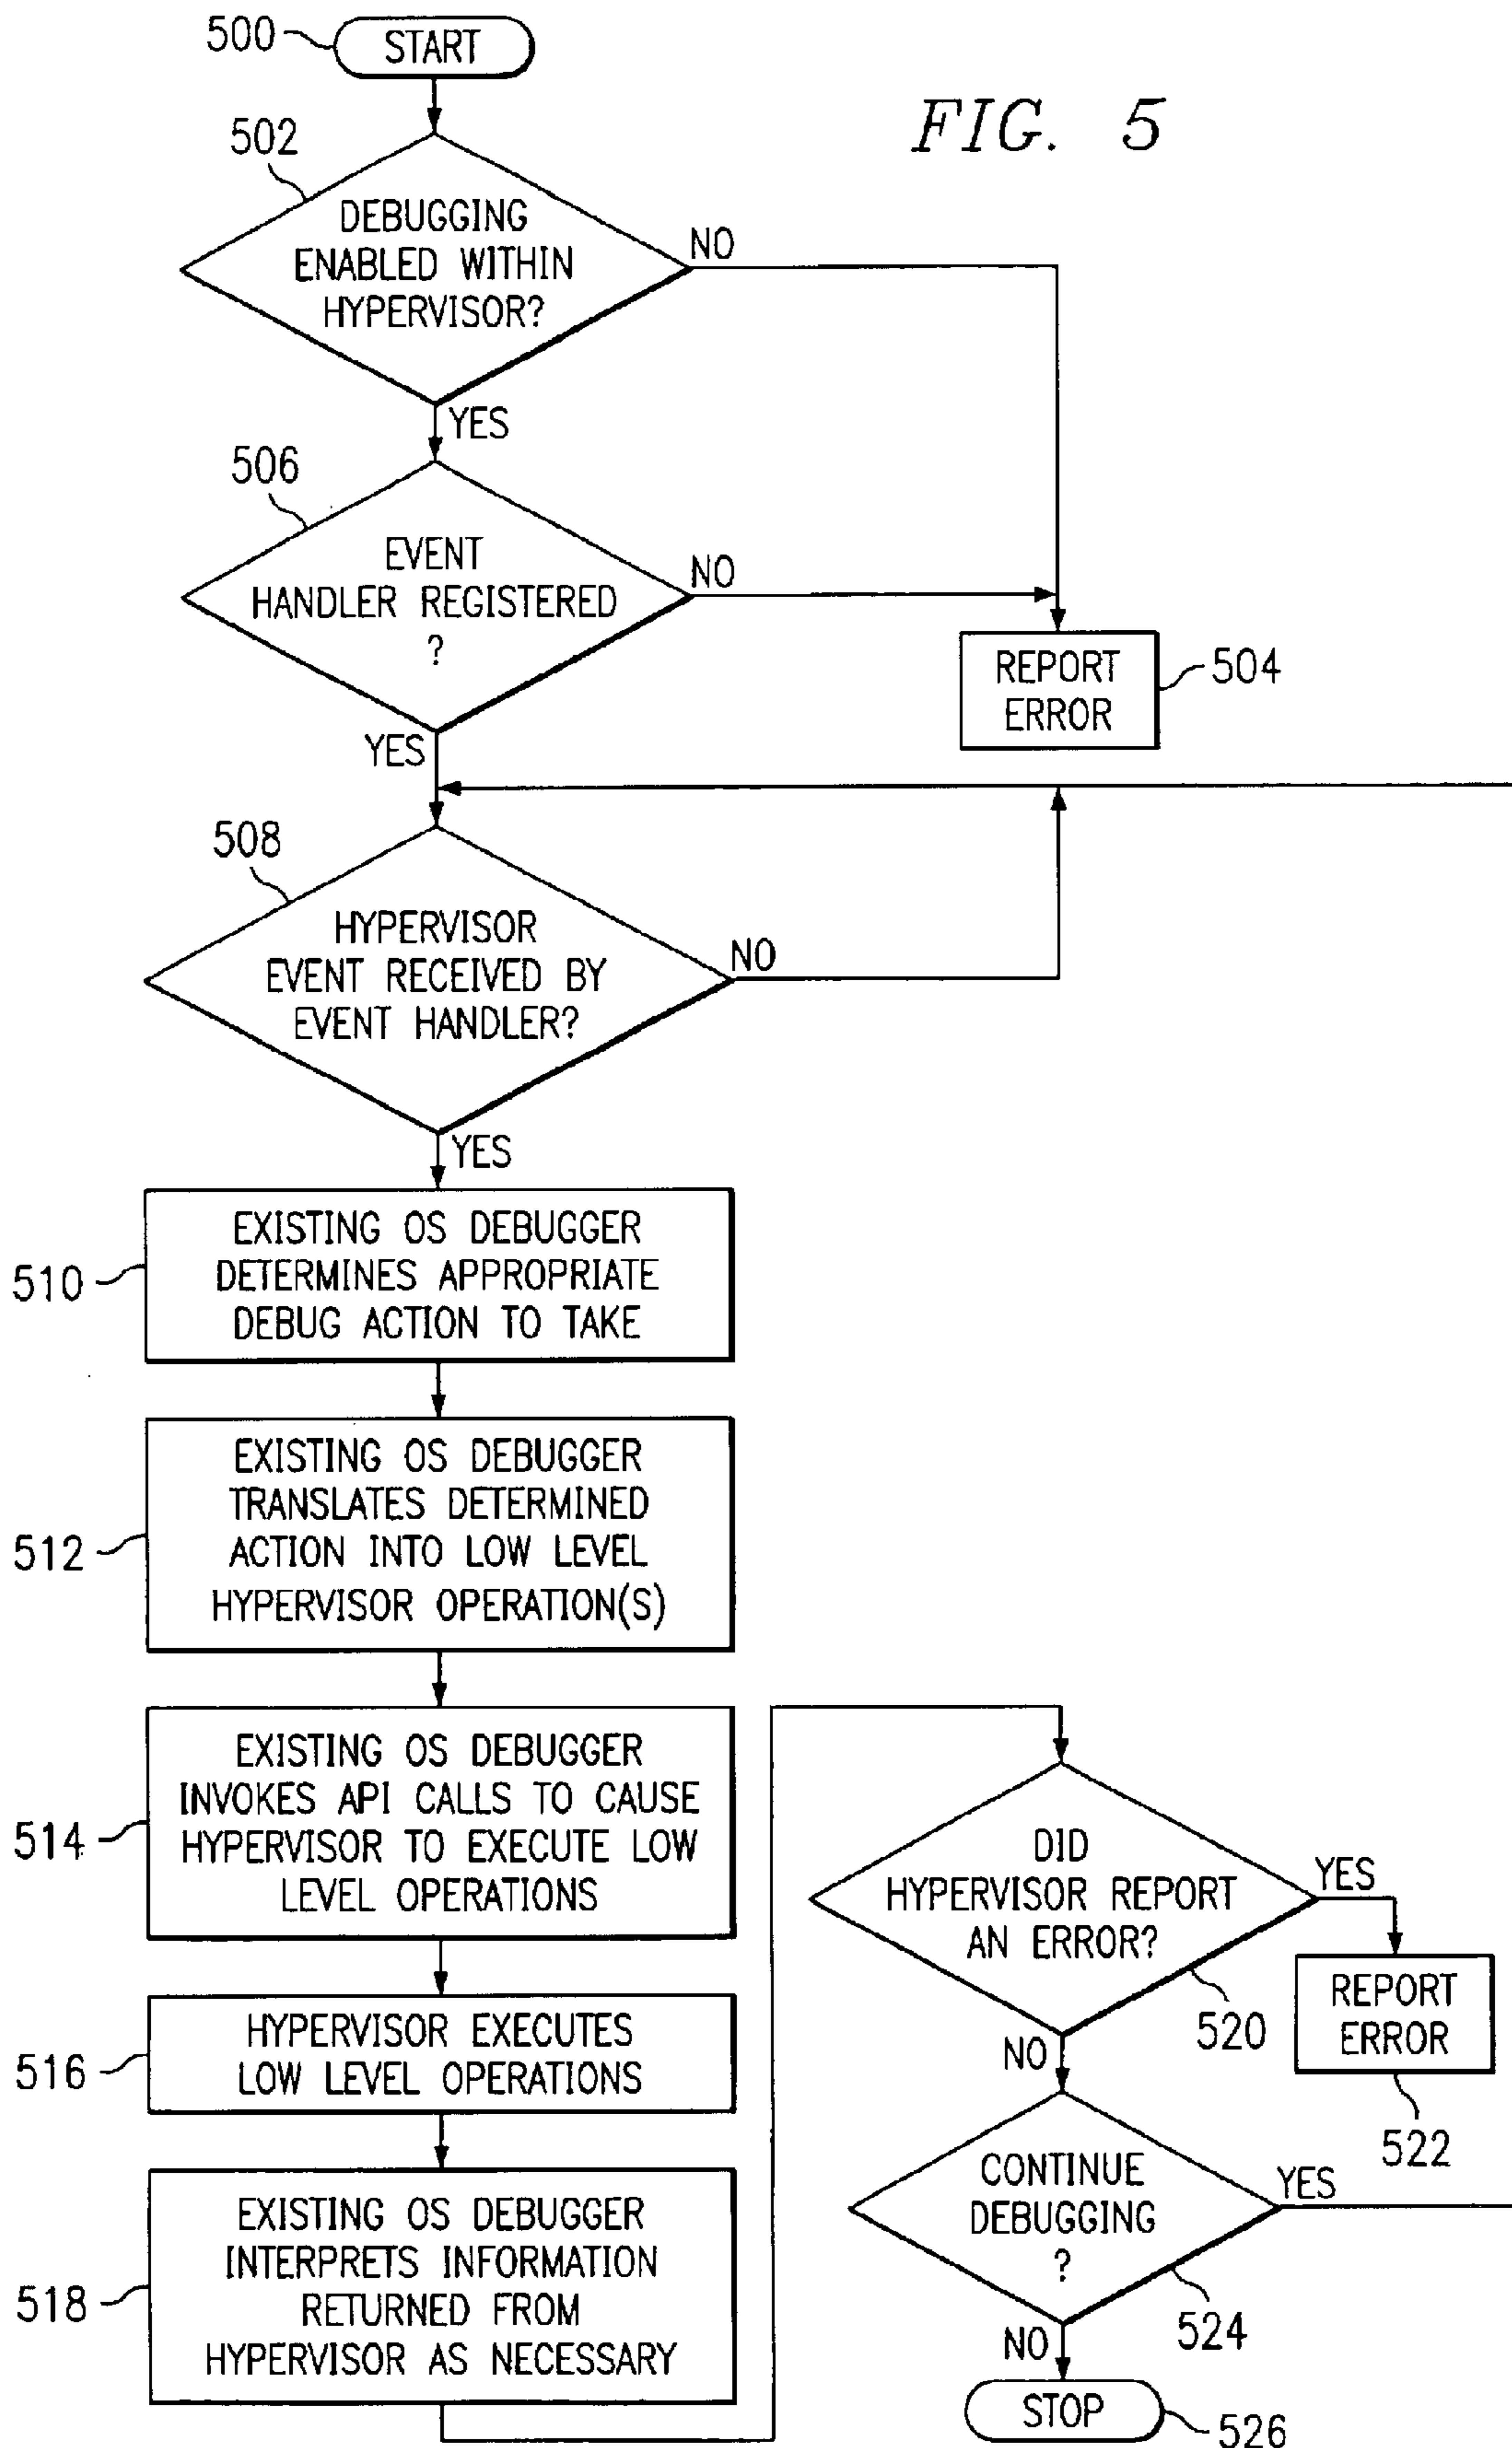 500
START
FIG. 5
502
DEBUGGING
ENABLED WITHIN
HYPERVISOR?
NO
YES
506
EVENT
HANDLER REGISTERED
?
NO
REPORT
ERROR
504
YES
508
HYPERVISOR
EVENT RECEIVED BY
EVENT HANDLER?
NO
YES
510
EXISTING OS DEBUGGER
DETERMINES APPROPRIATE
DEBUG ACTION TO TAKE
512
EXISTING OS DEBUGGER
TRANSLATES DETERMINED
ACTION INTO LOW LEVEL
HYPERVISOR OPERATION(S)
514
EXISTING OS DEBUGGER
INVOKES API CALLS TO CAUSE
HYPERVISOR TO EXECUTE LOW
LEVEL OPERATIONS
516
HYPERVISOR EXECUTES
LOW LEVEL OPERATIONS
518
EXISTING OS DEBUGGER
INTERPRETS INFORMATION
RETURNED FROM
HYPERVISOR AS NECESSARY
DID
HYPERVISOR REPORT
AN ERROR?
YES
520
REPORT
ERROR
522
NO
CONTINUE
DEBUGGING
?
YES
524
NO
STOP
526